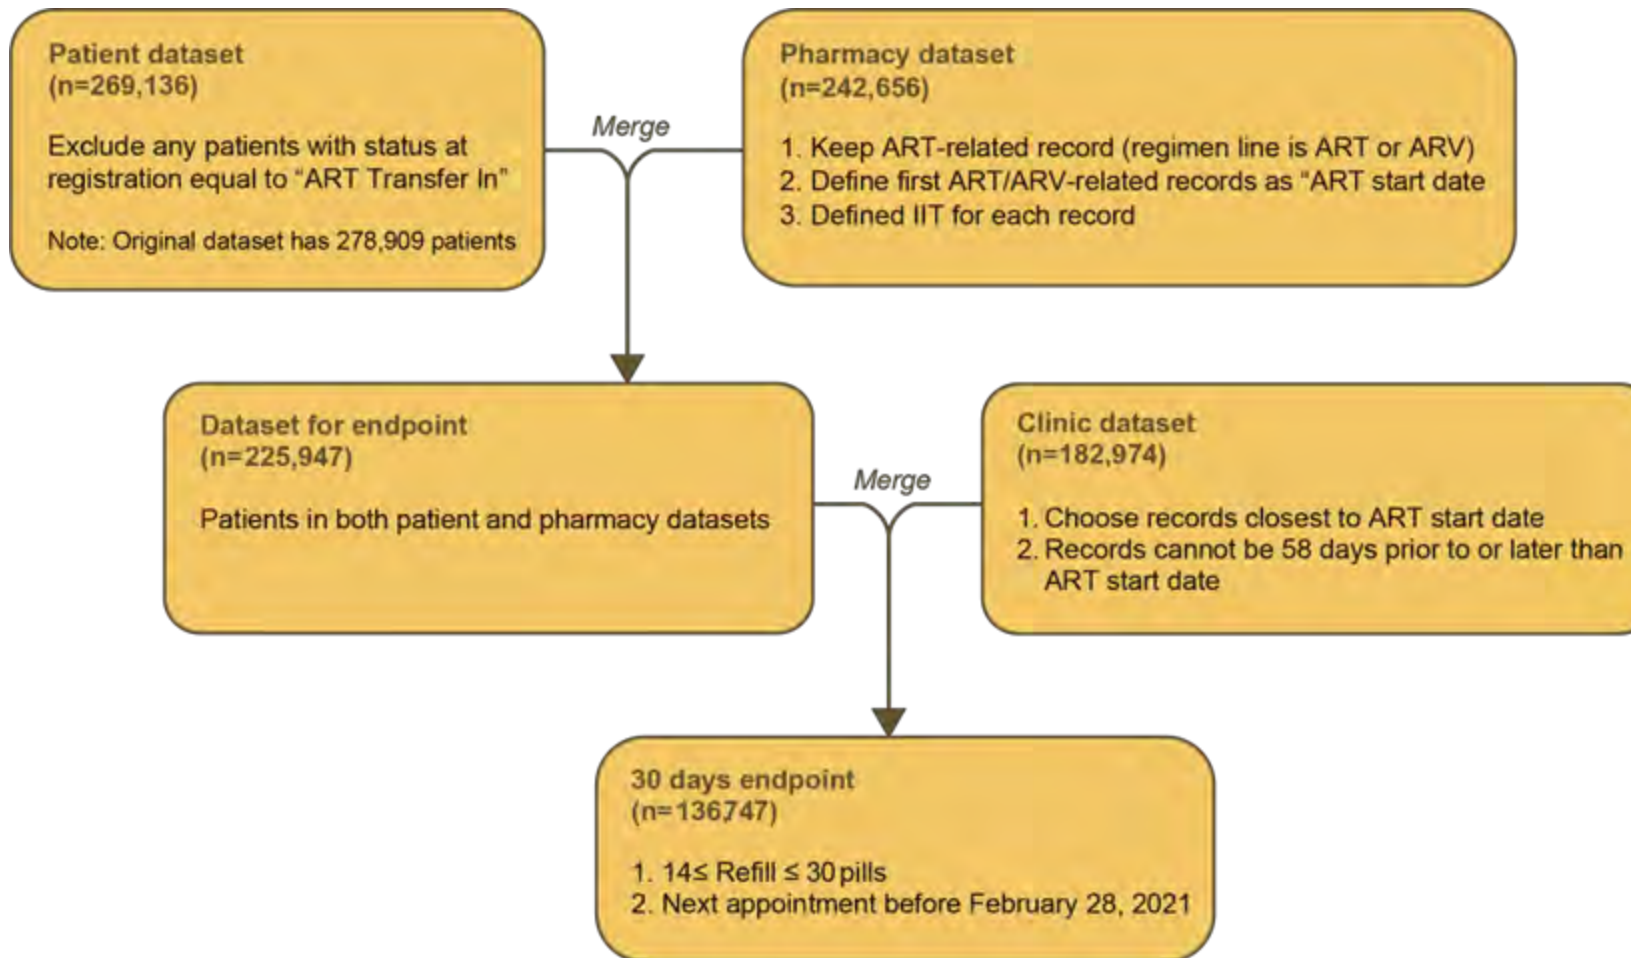 Patient dataset
(n=269,136)
Exclude any patients with status at
registration equal to “ART Transfer In”
Note: Original dataset has 278,909 patients
Merge
Pharmacy dataset
(n=242,656)
1. Keep ART-related record (regimen line is ART or ARV)
2. Define first ART/ARV-related records as “ART start date
3. Defined IIT for each record
Dataset for endpoint
(n=225,947)
Patients in both patient and pharmacy datasets
Merge
Clinic dataset
(n=182,974)
1. Choose records closest to ART start date
2. Records cannot be 58 days prior to or later than
ART start date
30 days endpoint
(n=136,747)
1. 14≤ Refill ≤ 30 pills
2. Next appointment before February 28, 2021